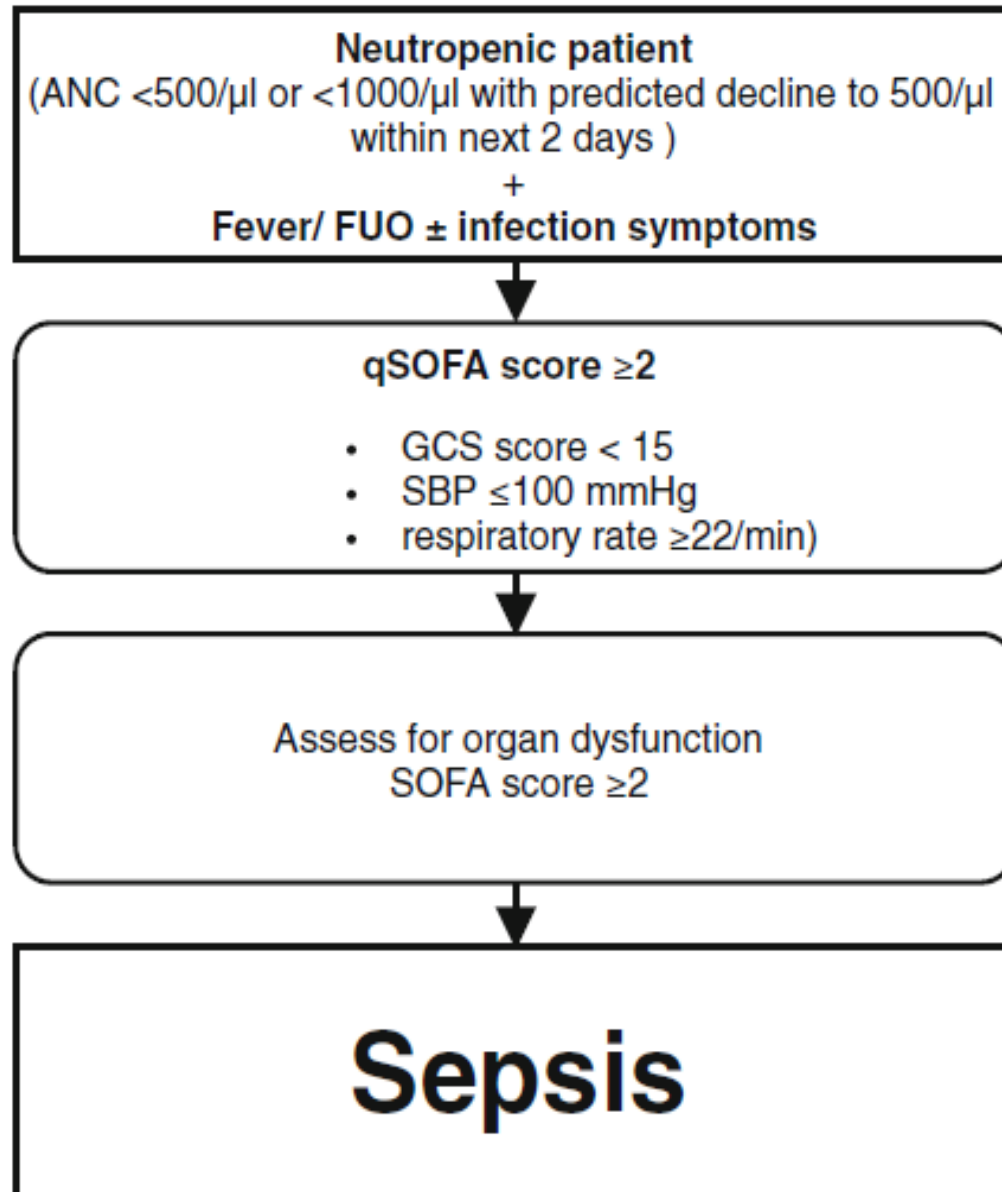 Neutropenic patient
(ANC <500/µl or <1000/µl with predicted decline to 500/µl
within next 2 days )
+
Fever/ FUO ± infection symptoms
qSOFA score ≥2
• GCS score < 15
• SBP ≤100 mmHg
• respiratory rate ≥22/min)
Assess for organ dysfunction
SOFA score ≥2
Sepsis